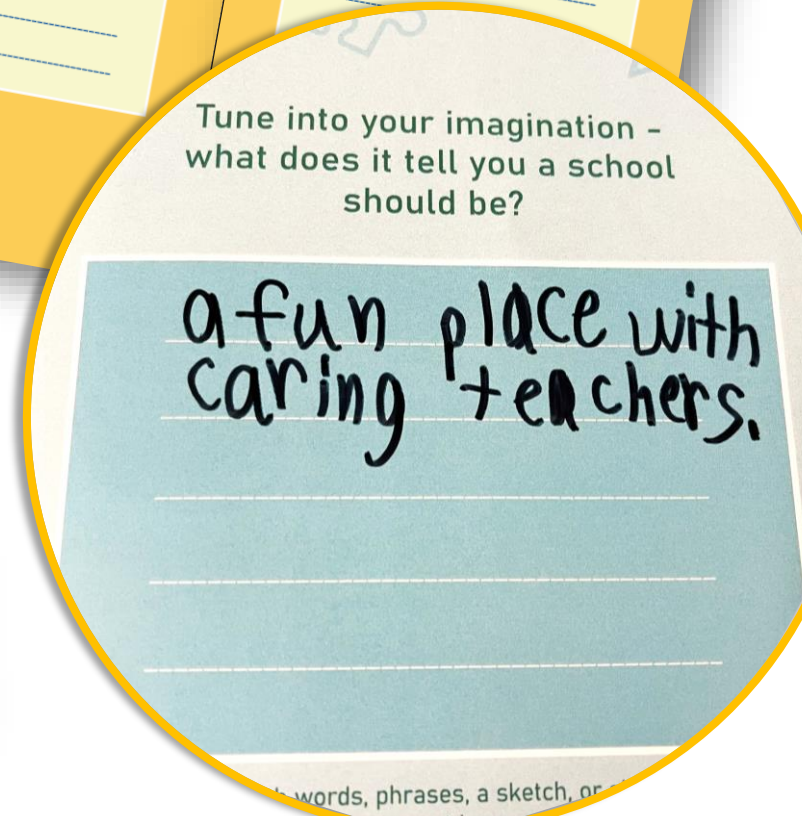 Tune into your imagination –
what does it tell you a school
should be?
a fun place with
caring teachers.
words, phrases, a sketch, or